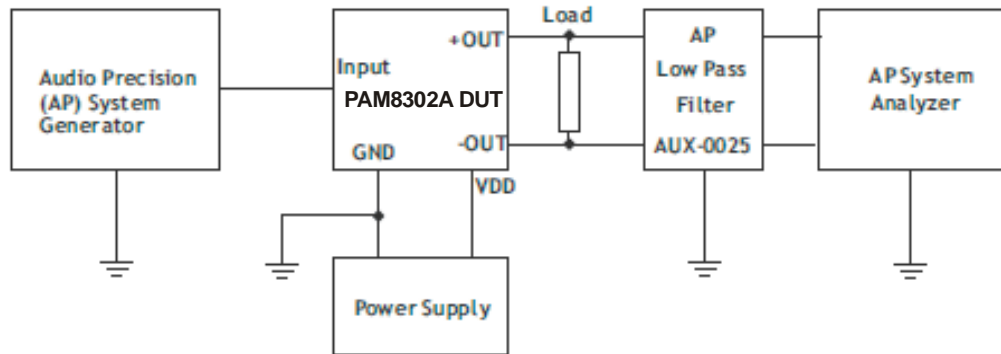 Audio Precision
(AP) System
Generator
Input
PAM8302A DUT
+OUT
-OUT
GND
VDD
Power Supply
Load
AP
Low Pass
Filter
AUX-0025
AP System
Analyzer